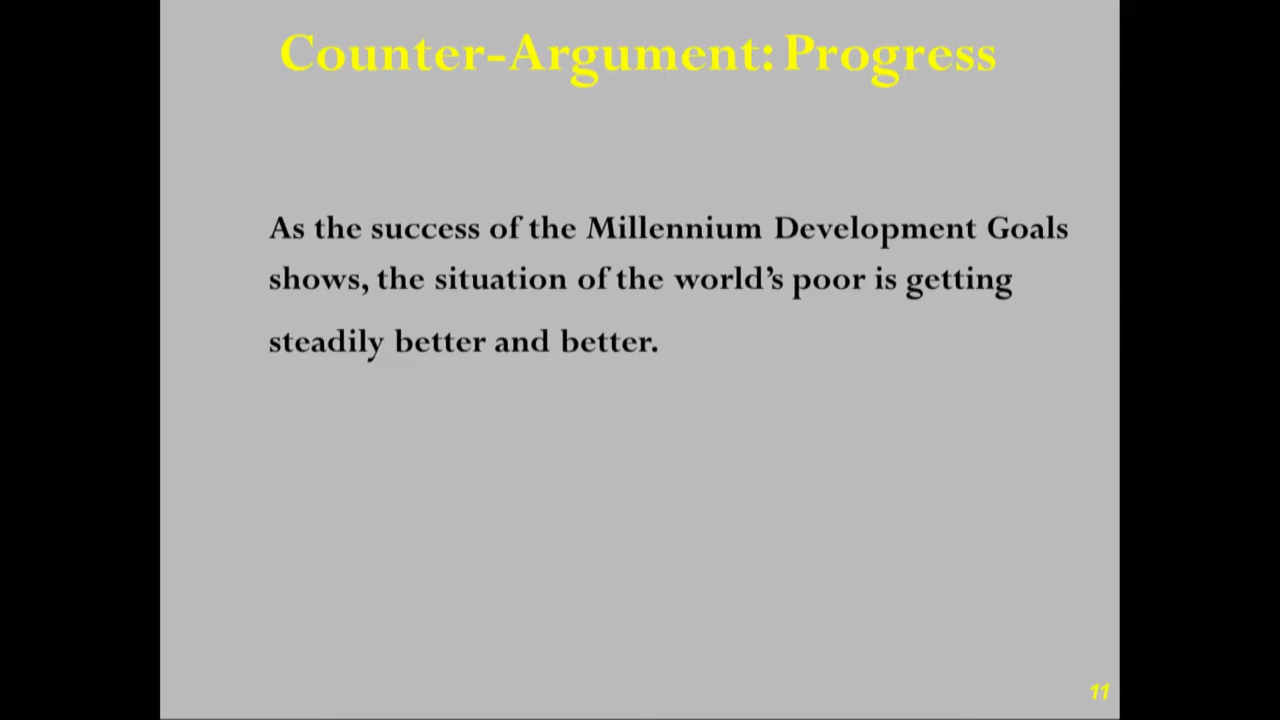 Counter-Argument: Progress
As the success of the Millennium Development Goals
shows, the situation of the world’s poor is getting
steadily better and better.
11